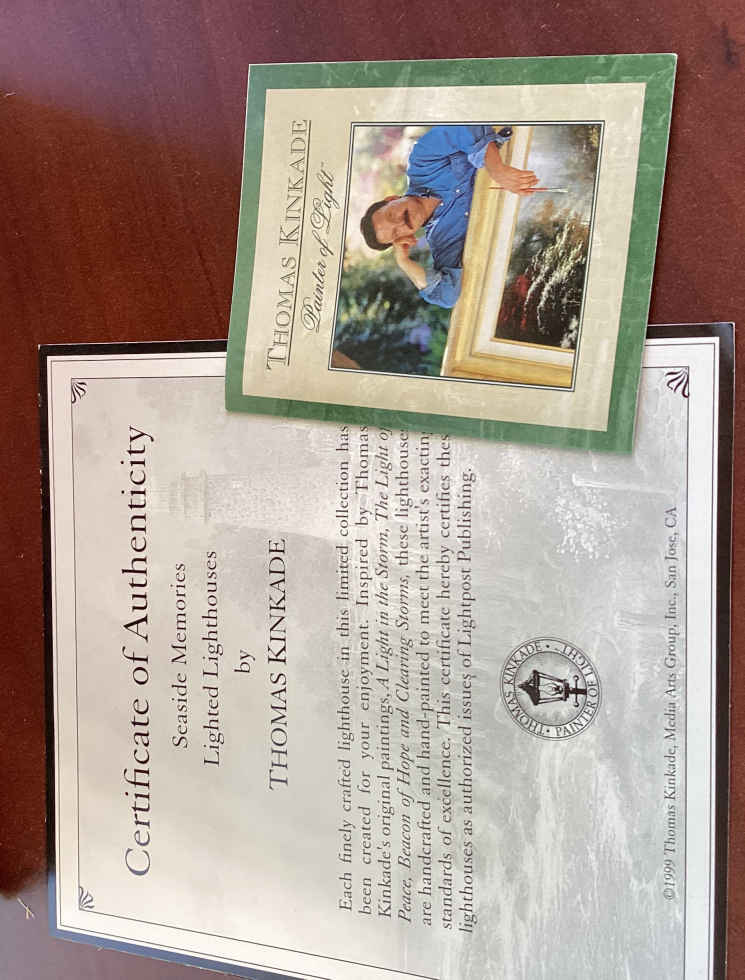 Certificate of Authenticity
Seaside Memories
Lighted Lighthouses
by
THOMAS KINKADE
Each finely crafted lighthouse in this limited collection has
been created for your enjoyment. Inspired by Thomas
Kinkade's original paintings, A Light in the Storm, The Light of
Peace, Beacon of Hope and Clearing Storms, these lighthouse
are handcrafted and hand-painted to meet the artist's exactin
standards of excellence. This certificate hereby certifies thes
lighthouses as authorized issues of Lightpost Publishing.
THOMAS KINKADE • PAINTER OF LIGHT •
©1999 Thomas Kinkade, Media Arts Group, Inc., San Jose, CA
THOMAS KINKADE
Painter of Light™